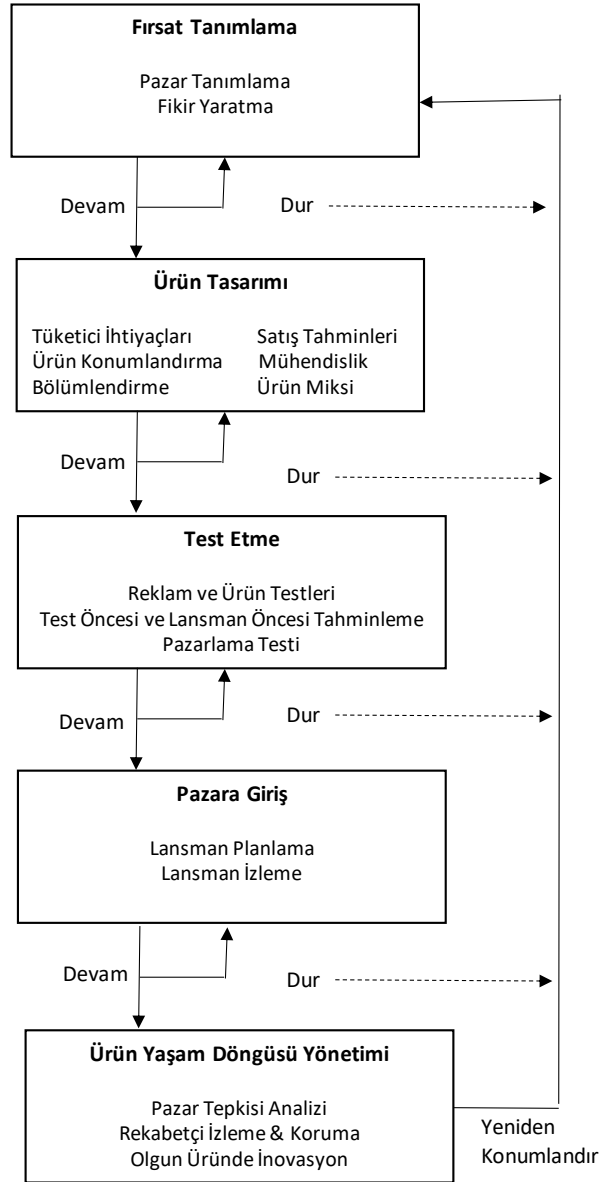 Fırsat Tanımlama
Pazar Tanımlama
Fikir Yaratma
Devam
Dur
Ürün Tasarımı
Tüketici İhtiyaçları Satış Tahminleri
Ürün Konumlandırma Mühendislik
Bölümlendirme Ürün Miksi
Devam
Dur
Test Etme
Reklam ve Ürün Testleri
Test Öncesi ve Lansman Öncesi Tahminleme
Pazarlama Testi
Devam
Dur
Pazara Giriş
Lansman Planlama
Lansman İzleme
Devam
Dur
Ürün Yaşam Döngüsü Yönetimi
Pazar Tepkisi Analizi
Rekabetçi İzleme & Koruma
Olgun Üründe İnovasyon
Yeniden
Konumlandır